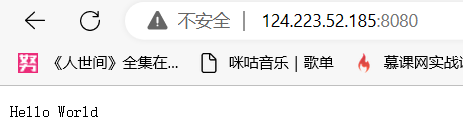 不安全 | 124.223.52.185:8080
努 《人世间》全集在... 咪咕音乐 | 歌单 慕课网实战课
Hello World